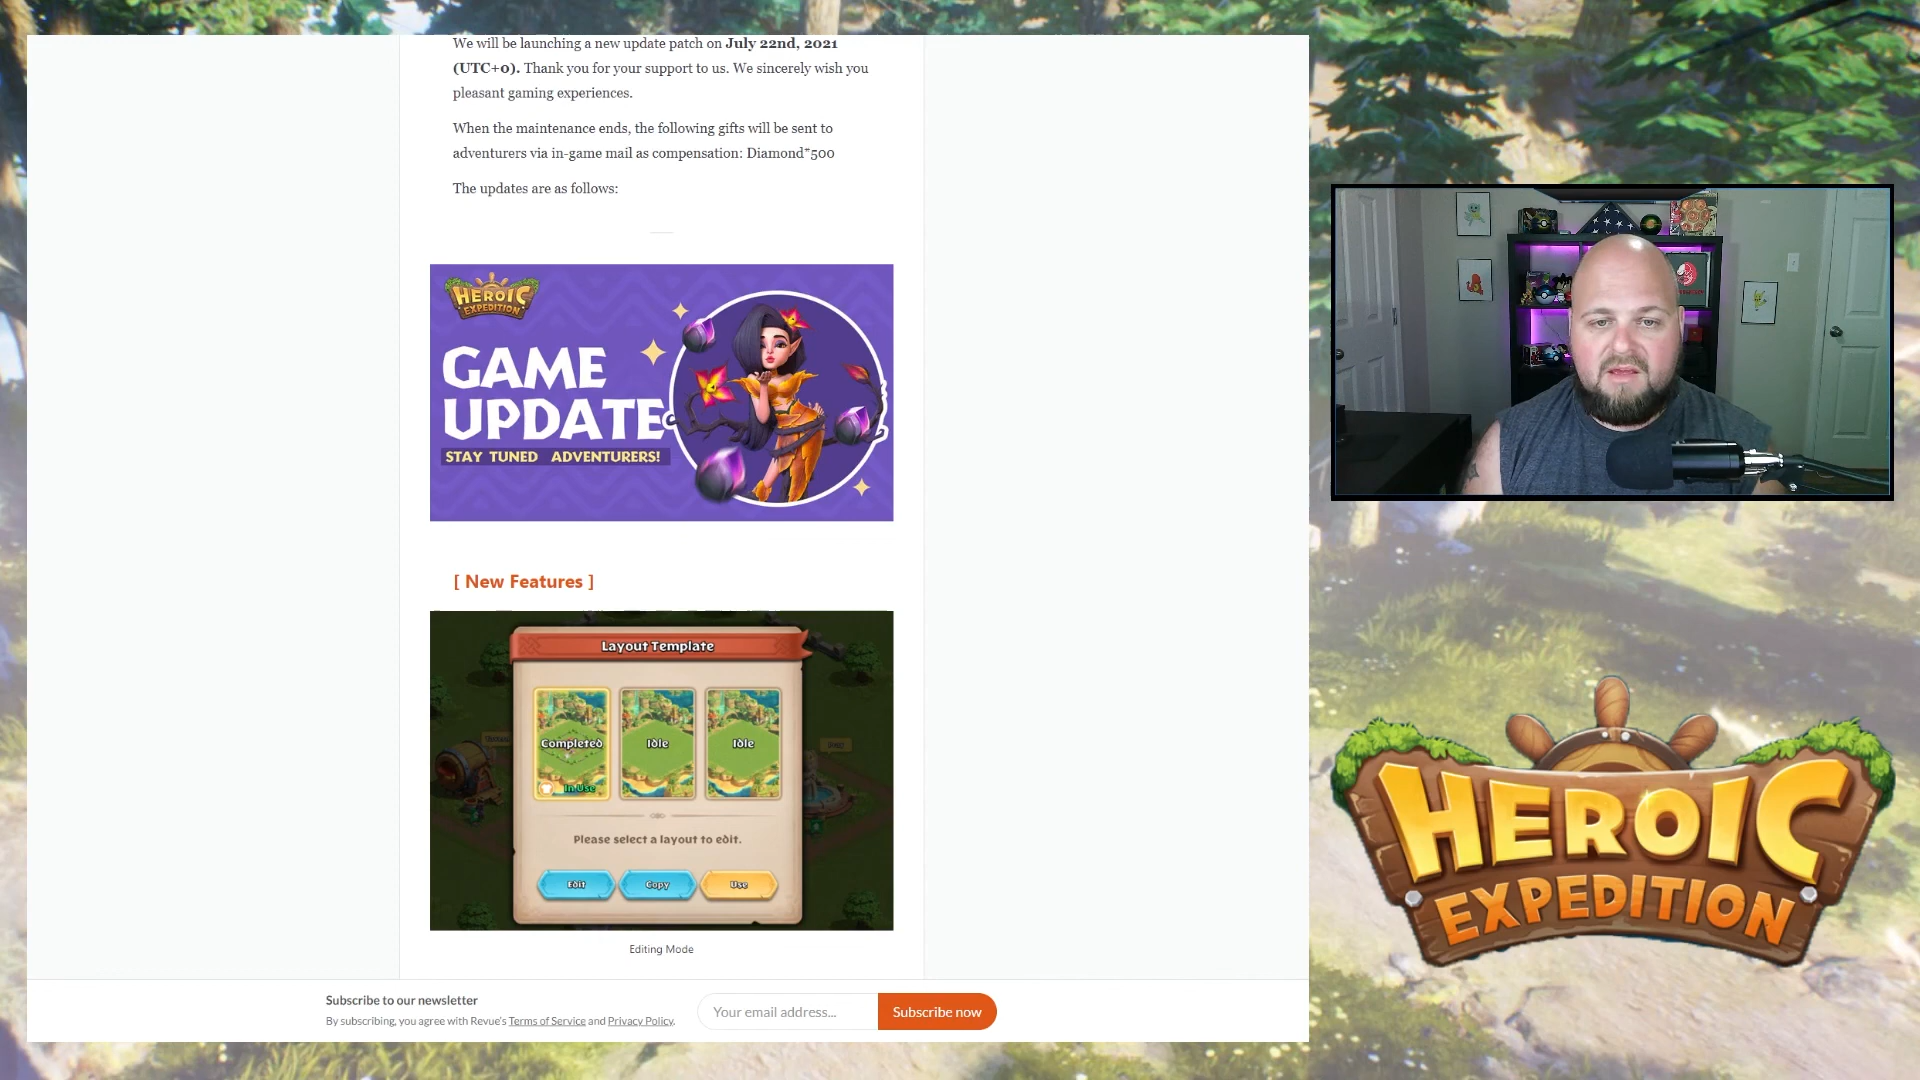 We will be launching a new update patch on July 22nd, 2021
(UTC+0). Thank you for your support to us. We sincerely wish you
pleasant gaming experiences.
When the maintenance ends, the following gifts will be sent to
adventurers via in-game mail as compensation: Diamond*500
The updates are as follows:
HEROIC
EXPEDITION
GAME
UPDATE
STAY TUNED ADVENTURERS!
[ New Features ]
Layout Template
Completed
Idle
Idle
In Use
Please select a layout to edit.
Edit
Copy
Use
Editing Mode
Subscribe to our newsletter
By subscribing, you agree with Revue's Terms of Service and Privacy Policy.
Your email address...
Subscribe now
HEROIC
EXPEDITION